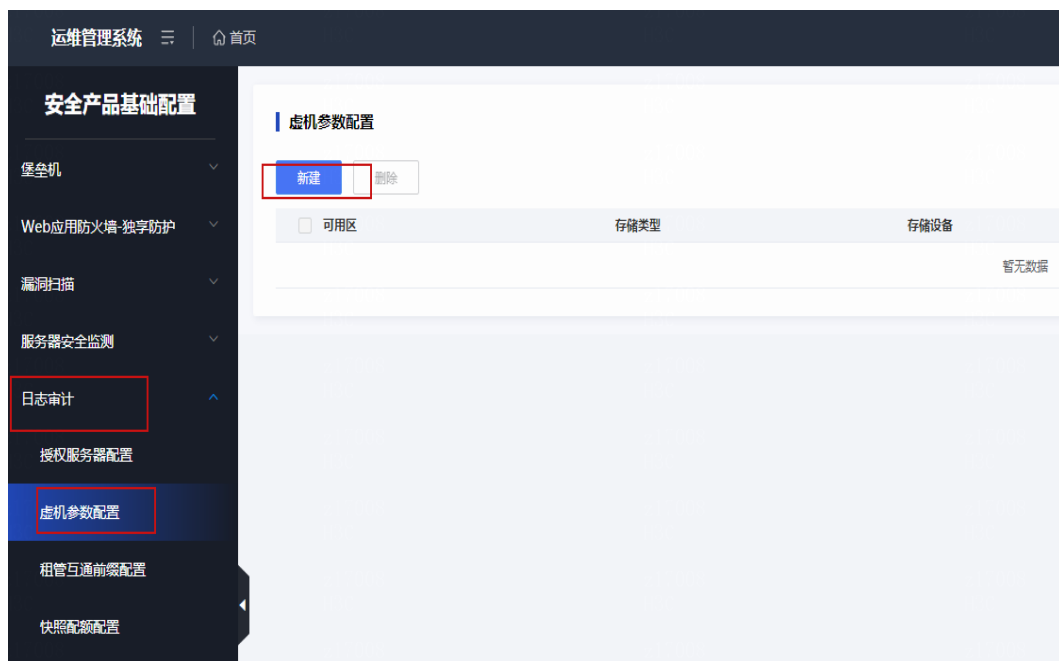 运维管理系统 首页
安全产品基础配置
堡垒机
Web应用防火墙-独享防护
漏洞扫描
服务器安全监测
日志审计
授权服务器配置
虚机参数配置
租管互通前缀配置
快照配额配置
虚机参数配置
新建 删除
可用区 存储类型 存储设备
暂无数据